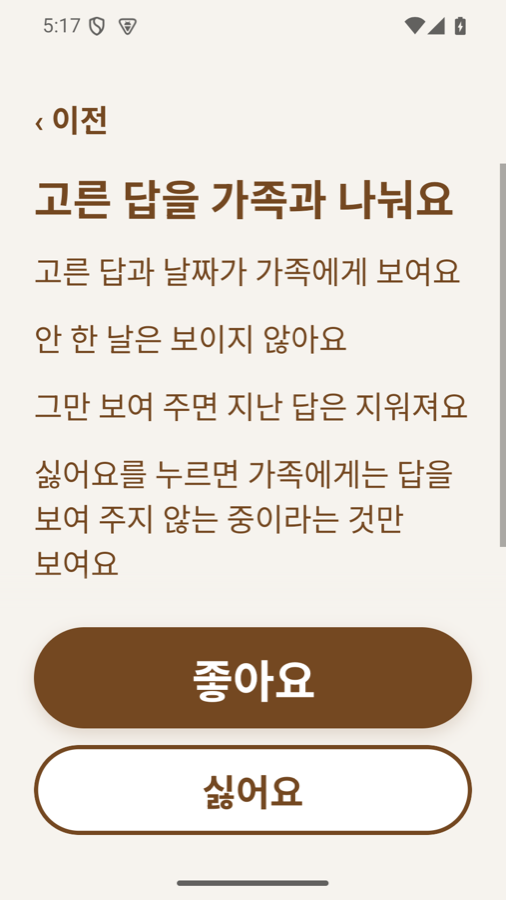 5:17
‹ 이전
고른 답을 가족과 나눠요
고른 답과 날짜가 가족에게 보여요
안 한 날은 보이지 않아요
그만 보여 주면 지난 답은 지워져요
싫어요를 누르면 가족에게는 답을
보여 주지 않는 중이라는 것만
보여요
좋아요
싫어요